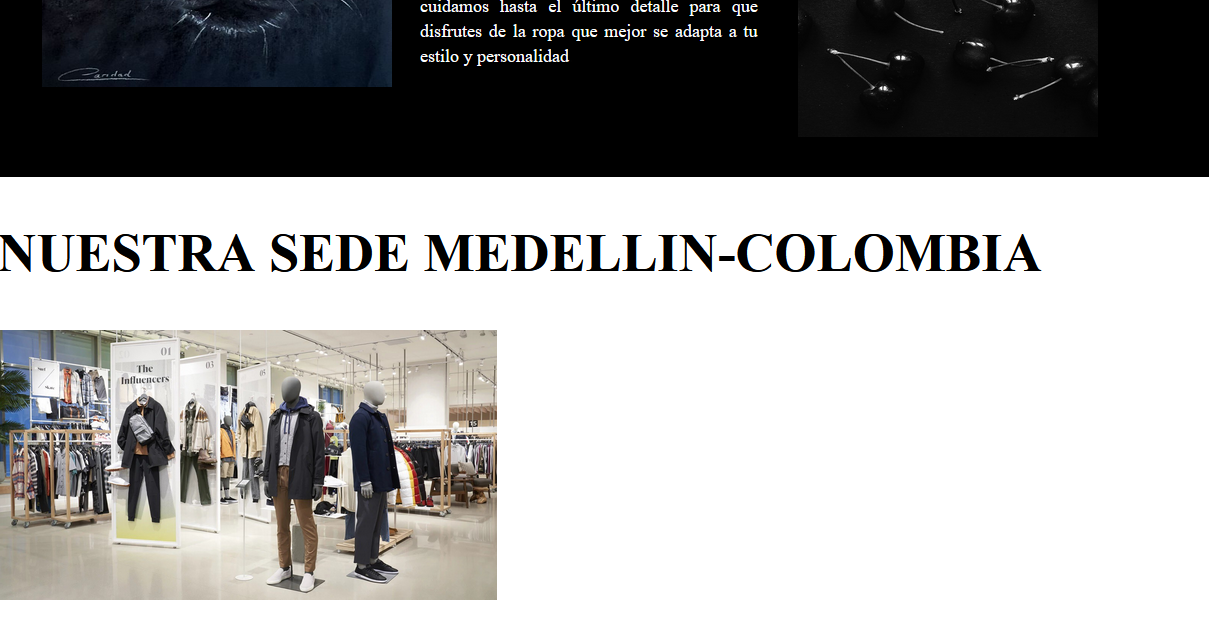 cuidamos hasta el último detalle para que
disfrutes de la ropa que mejor se adapta a tu
estilo y personalidad
Caridad
NUESTRA SEDE MEDELLIN-COLOMBIA
01
The
Influencers
03
05
15